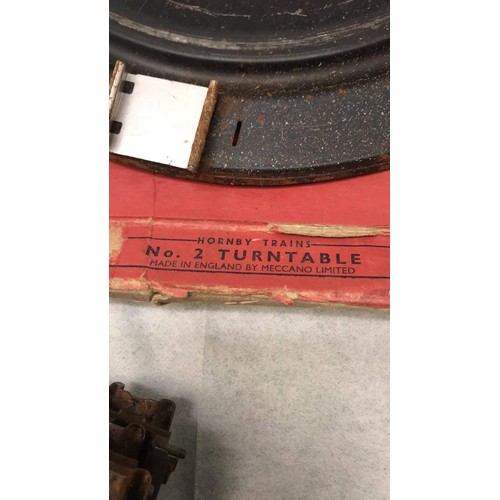 HORNBY TRAINS
No. 2 TURNTABLE
MADE IN ENGLAND BY MECCANO LIMITED